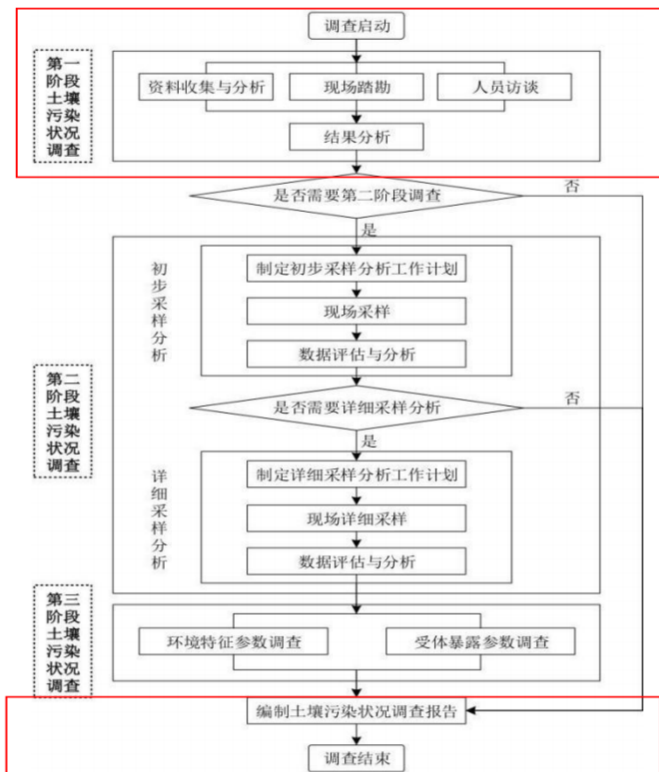 调查启动
第一
阶段
土壤
污染
状况
调查
资料收集与分析
现场踏勘
人员访谈
结果分析
是否需要第二阶段调查
否
是
初步采样分析
制定初步采样分析工作计划
现场采样
数据评估与分析
第二
阶段
土壤
污染
状况
调查
是否需要详细采样分析
否
是
详细采样分析
制定详细采样分析工作计划
现场详细采样
数据评估与分析
第三
阶段
土壤
污染
状况
调查
环境特征参数调查
受体暴露参数调查
编制土壤污染状况调查报告
调查结束